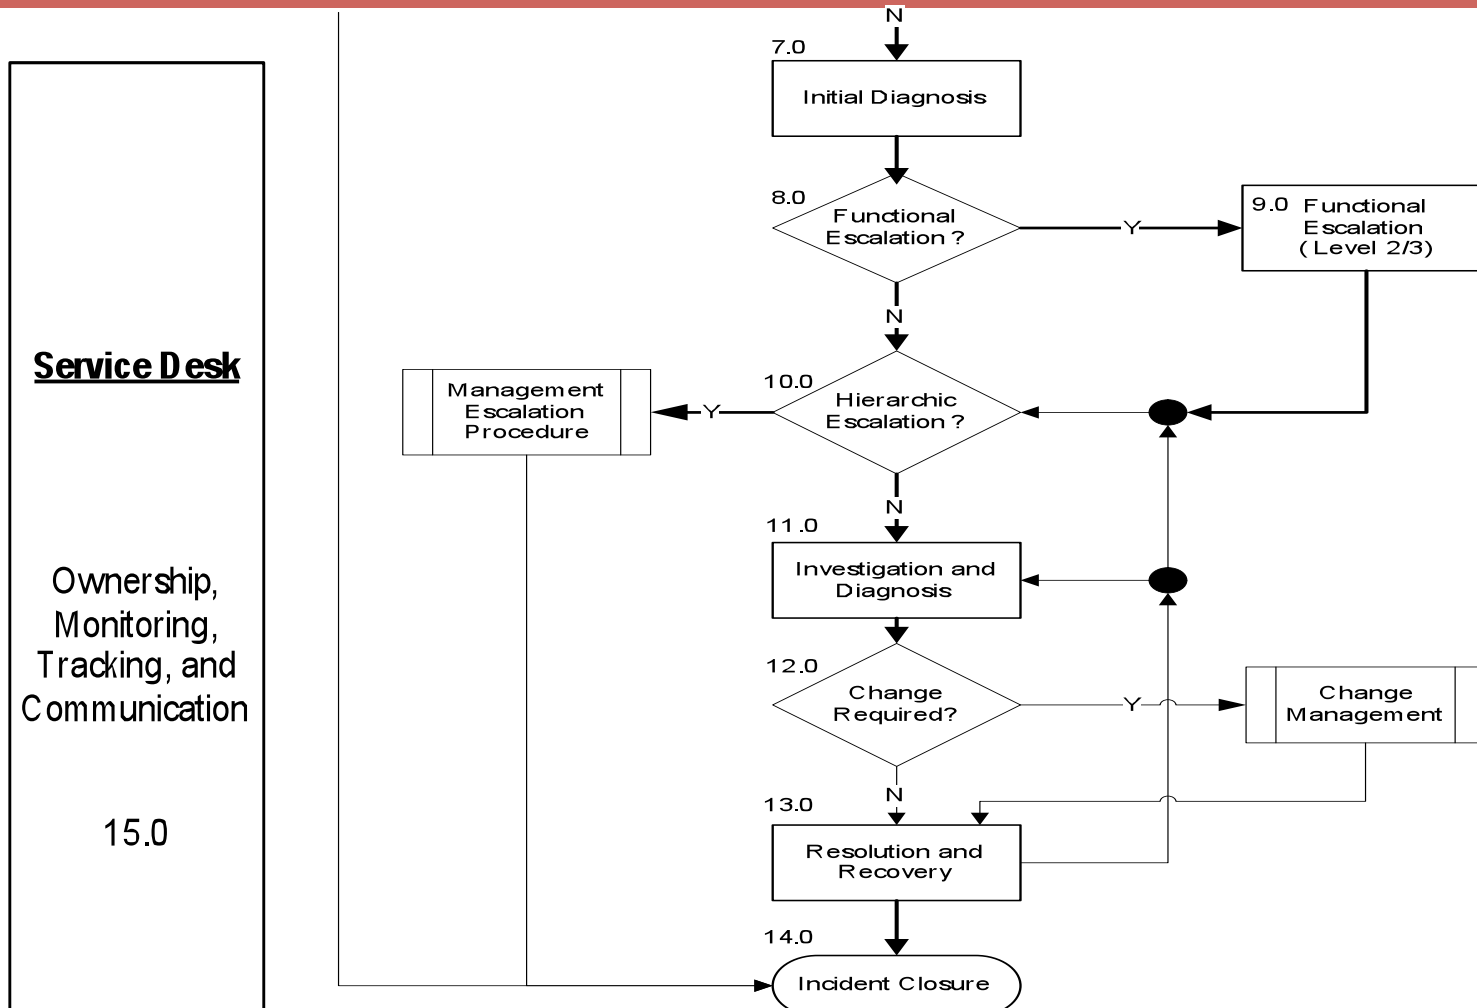 N
7.0
Initial Diagnosis
8.0
Functional
Escalation ?
Y
9.0 Functional
Escalation
( Level 2/3)
N
Service Desk
Management
Escalation
Procedure
Y
10.0
Hierarchic
Escalation ?
N
11.0
Investigation and
Diagnosis
Ownership,
Monitoring,
Tracking, and
Communication
12.0
Change
Required?
Y
Change
Management
N
13.0
15.0
Resolution and
Recovery
14.0
Incident Closure